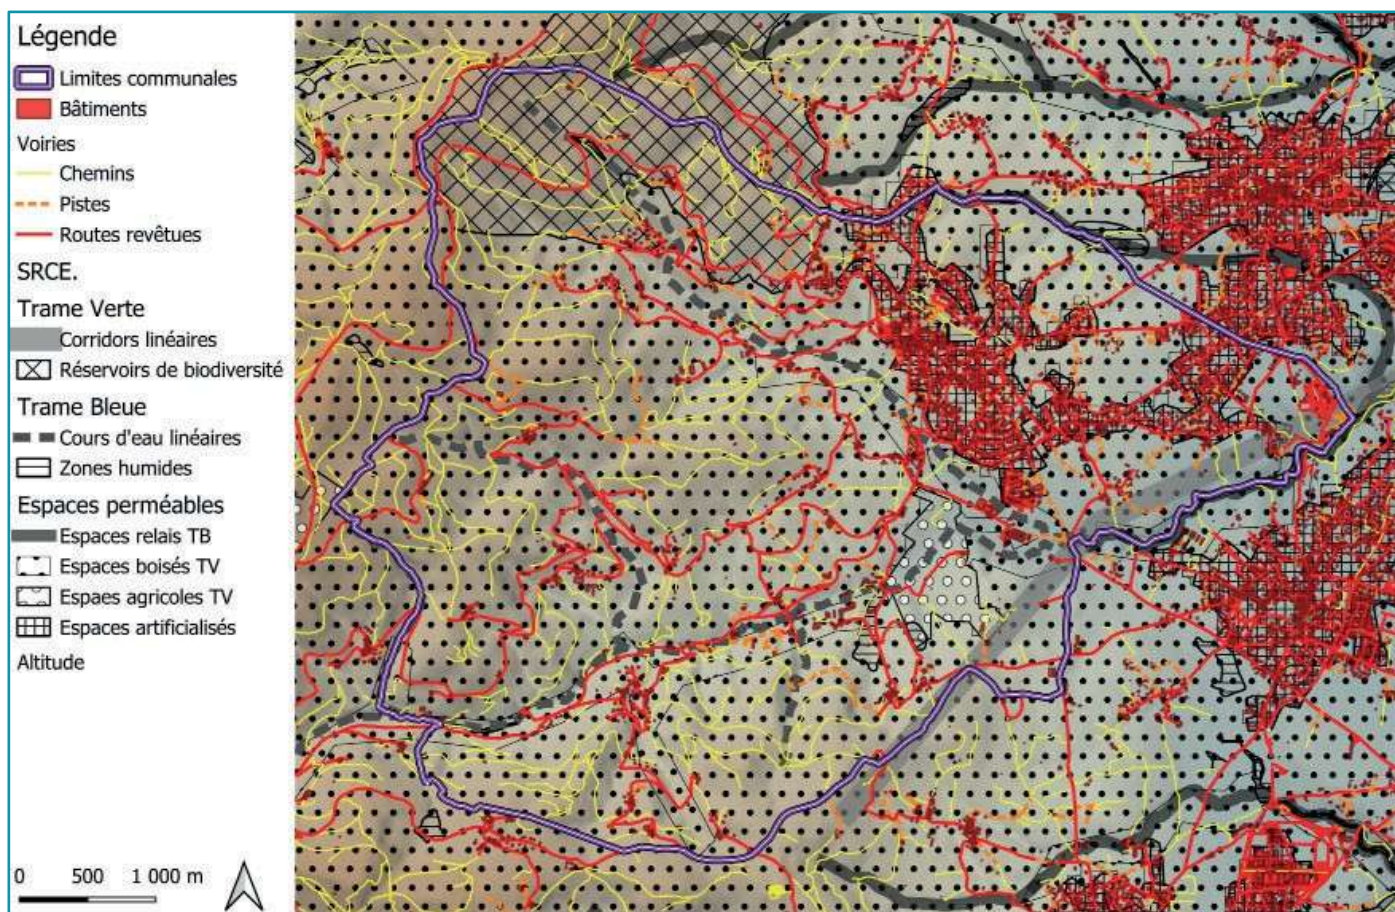 Légende
Limites communales
Bâtiments
Voiries
Chemins
Pistes
Routes revêtues
SRCE.
Trame Verte
Corridors linéaires
Réservoirs de biodiversité
Trame Bleue
Cours d'eau linéaires
Zones humides
Espaces perméables
Espaces relais TB
Espaces boisés TV
Espaes agricoles TV
Espaces artificialisés
Altitude
0 500 1 000 m